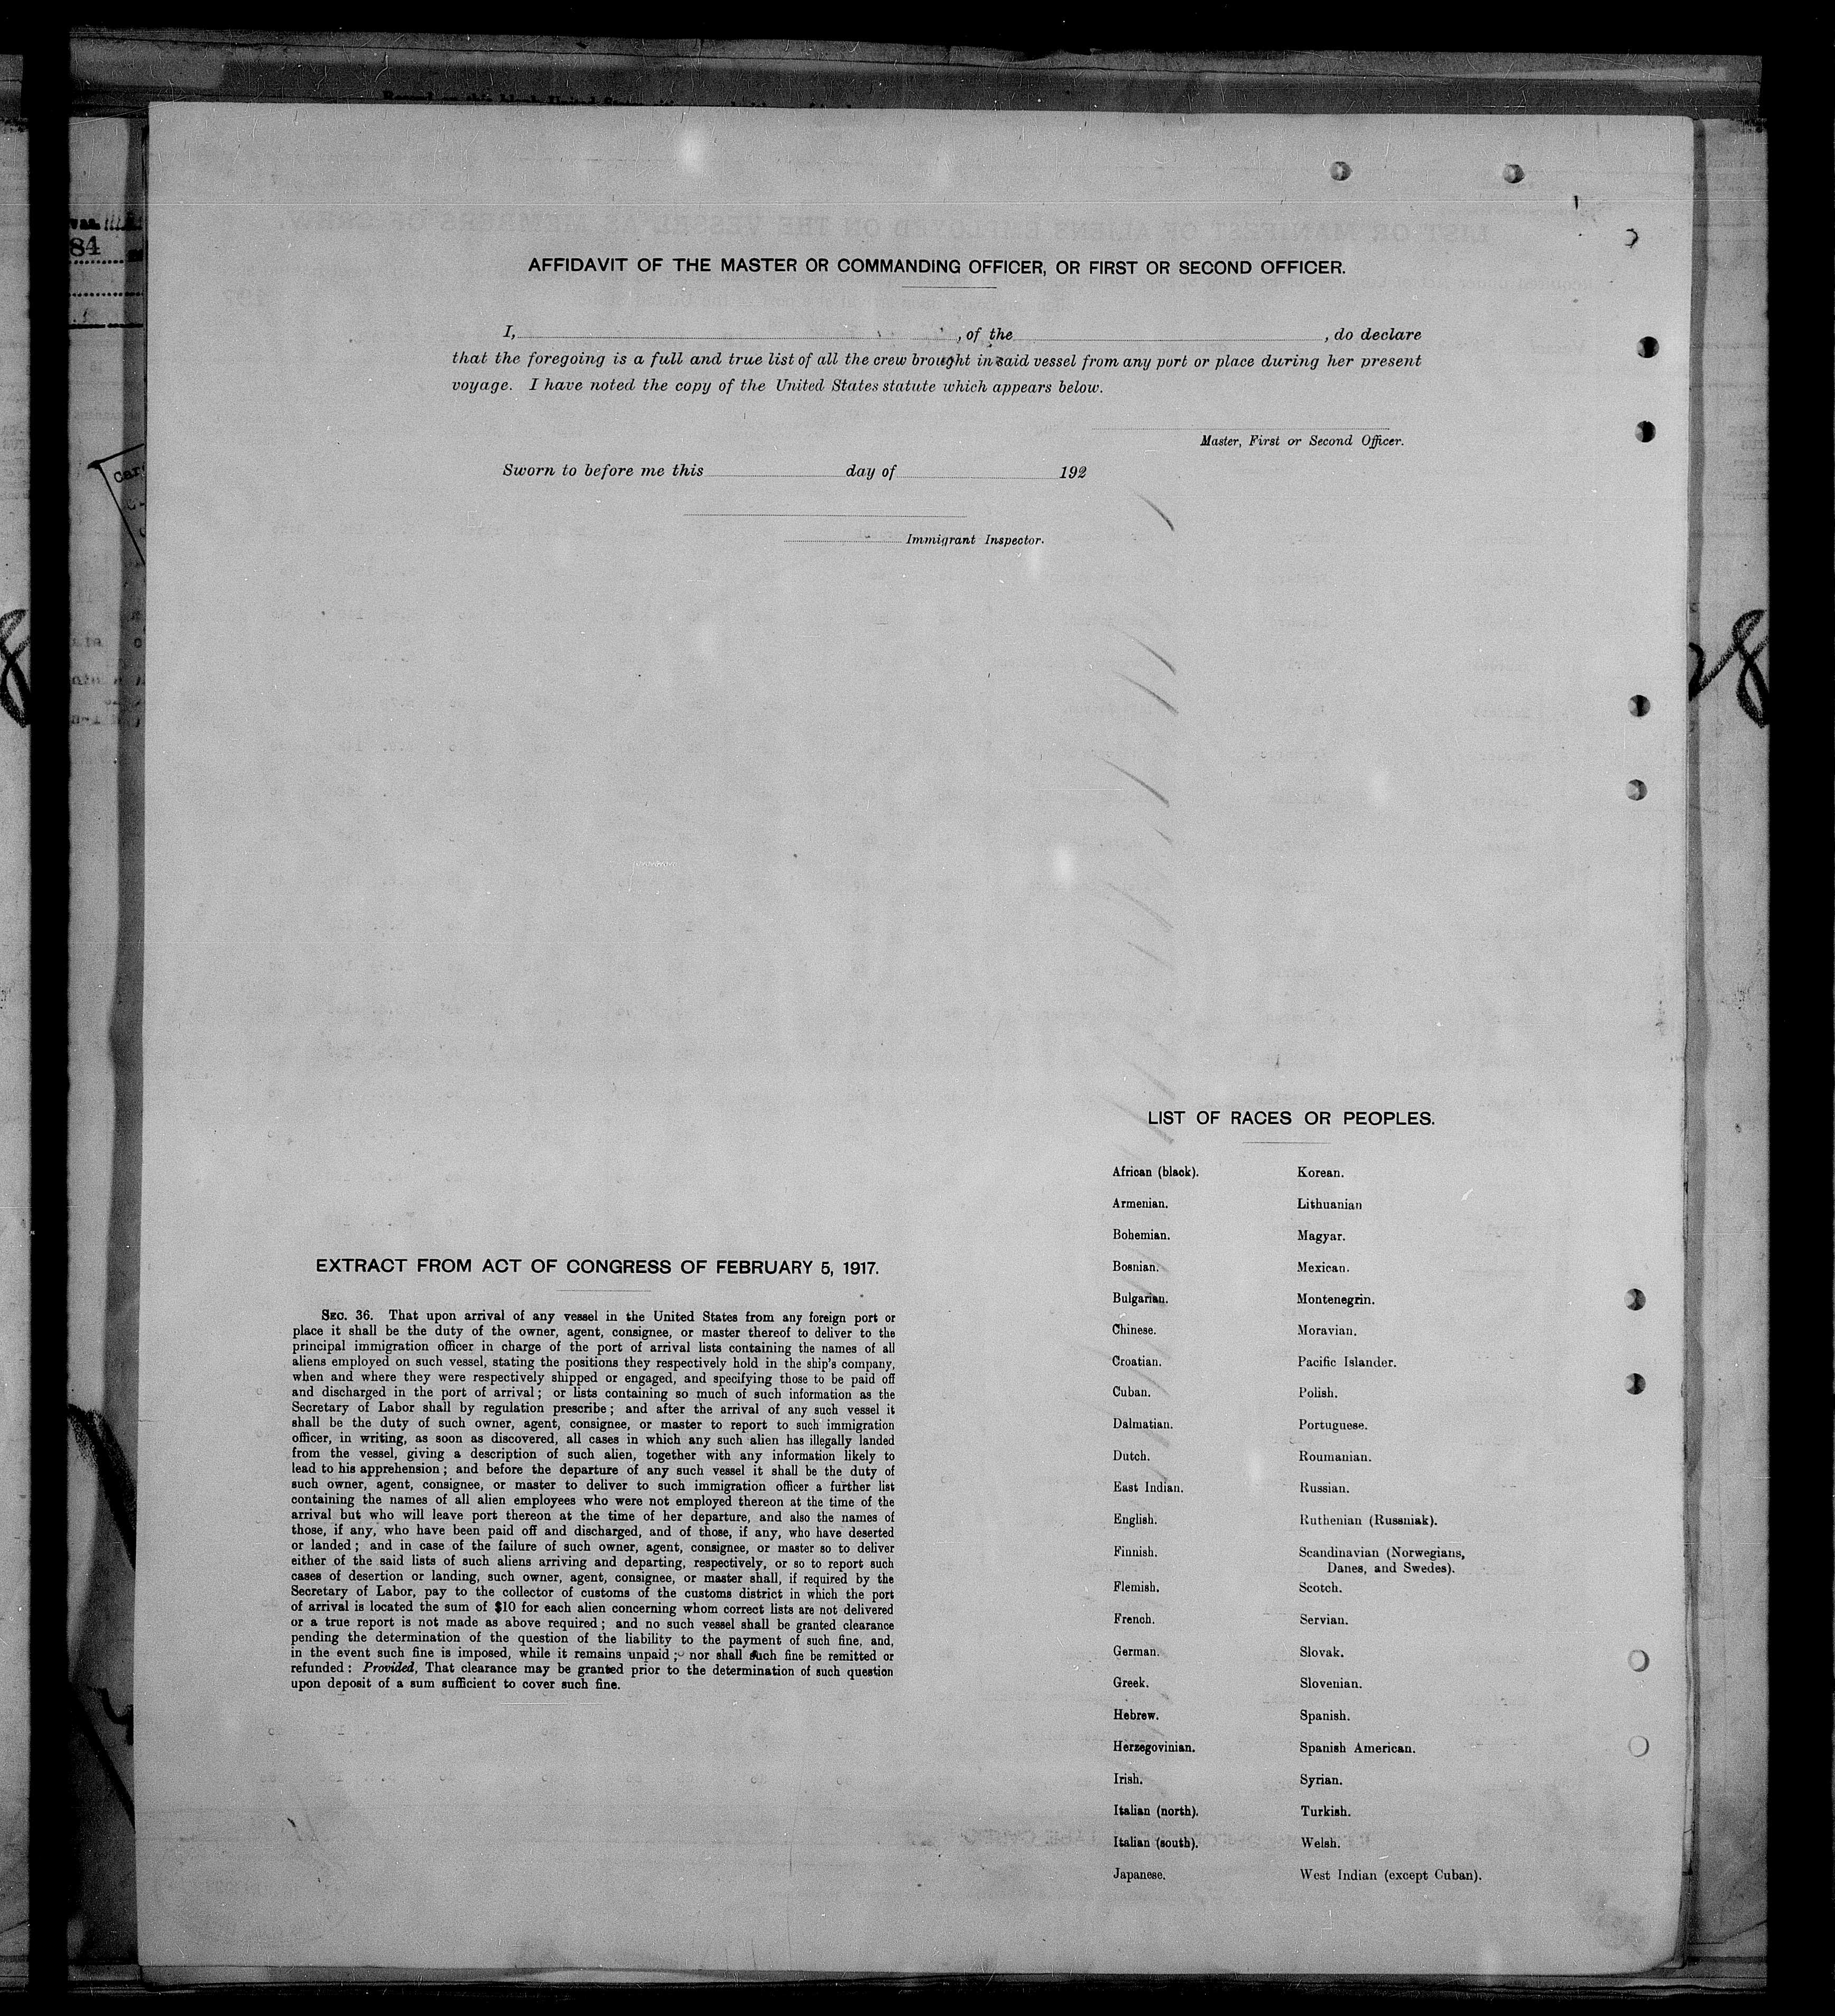 AFFIDAVIT OF THE MASTER OR COMMANDING OFFICER, OR FIRST OR SECOND OFFICER.
I, , of the , do declare
that the foregoing is a full and true list of all the crew brought in said vessel from any port or place during her present
voyage. I have noted the copy of the United States statute which appears below.
Master, First or Second Officer.
Sworn to before me this day of 192
Immigrant Inspector.
84
28
EXTRACT FROM ACT OF CONGRESS OF FEBRUARY 5, 1917.
SEC. 36. That upon arrival of any vessel in the United States from any foreign port or
place it shall be the duty of the owner, agent, consignee, or master thereof to deliver to the
principal immigration officer in charge of the port of arrival lists containing the names of all
aliens employed on such vessel, stating the positions they respectively hold in the ship's company,
when and where they were respectively shipped or engaged, and specifying those to be paid off
and discharged in the port of arrival; or lists containing so much of such information as the
Secretary of Labor shall by regulation prescribe; and after the arrival of any such vessel it
shall be the duty of such owner, agent, consignee, or master to report to such immigration
officer, in writing, as soon as discovered, all cases in which any such alien has illegally landed
from the vessel, giving a description of such alien, together with any information likely to
lead to his apprehension; and before the departure of any such vessel it shall be the duty of
such owner, agent, consignee, or master to deliver to such immigration officer a further list
containing the names of all alien employees who were not employed thereon at the time of the
arrival but who will leave port thereon at the time of her departure, and also the names of
those, if any, who have been paid off and discharged, and of those, if any, who have deserted
or landed; and in case of the failure of such owner, agent, consignee, or master so to deliver
either of the said lists of such aliens arriving and departing, respectively, or so to report such
cases of desertion or landing, such owner, agent, consignee, or master shall, if required by the
Secretary of Labor, pay to the collector of customs of the customs district in which the port
of arrival is located the sum of $10 for each alien concerning whom correct lists are not delivered
or a true report is not made as above required; and no such vessel shall be granted clearance
pending the determination of the question of the liability to the payment of such fine, and,
in the event such fine is imposed, while it remains unpaid; nor shall such fine be remitted or
refunded: Provided, That clearance may be granted prior to the determination of such question
upon deposit of a sum sufficient to cover such fine.
LIST OF RACES OR PEOPLES.
African (black).
Armenian.
Bohemian.
Bosnian.
Bulgarian.
Chinese.
Croatian.
Cuban.
Dalmatian.
Dutch.
East Indian.
English.
Finnish.
Flemish.
French.
German.
Greek.
Hebrew.
Herzegovinian.
Irish.
Italian (north).
Italian (south).
Japanese.
Korean.
Lithuanian
Magyar.
Mexican.
Montenegrin.
Moravian.
Pacific Islander.
Polish.
Portuguese.
Roumanian.
Russian.
Ruthenian (Russniak).
Scandinavian (Norwegians,
Danes, and Swedes).
Scotch.
Servian.
Slovak.
Slovenian.
Spanish.
Spanish American.
Syrian.
Turkish.
Welsh.
West Indian (except Cuban).